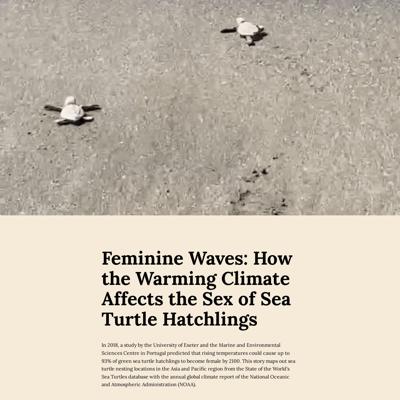 Feminine Waves: How
the Warming Climate
Affects the Sex of Sea
Turtle Hatchlings
In 2018, a study by the University of Exeter and the Marine and Environmental
Sciences Centre in Portugal predicted that rising temperatures could cause up to
93% of green sea turtle hatchlings to become female by 2100. This story maps out sea
turtle nesting locations in the Asia and Pacific region from the State of the World's
Sea Turtles database with the annual global climate report of the National Oceanic
and Atmospheric Administration (NOAA).